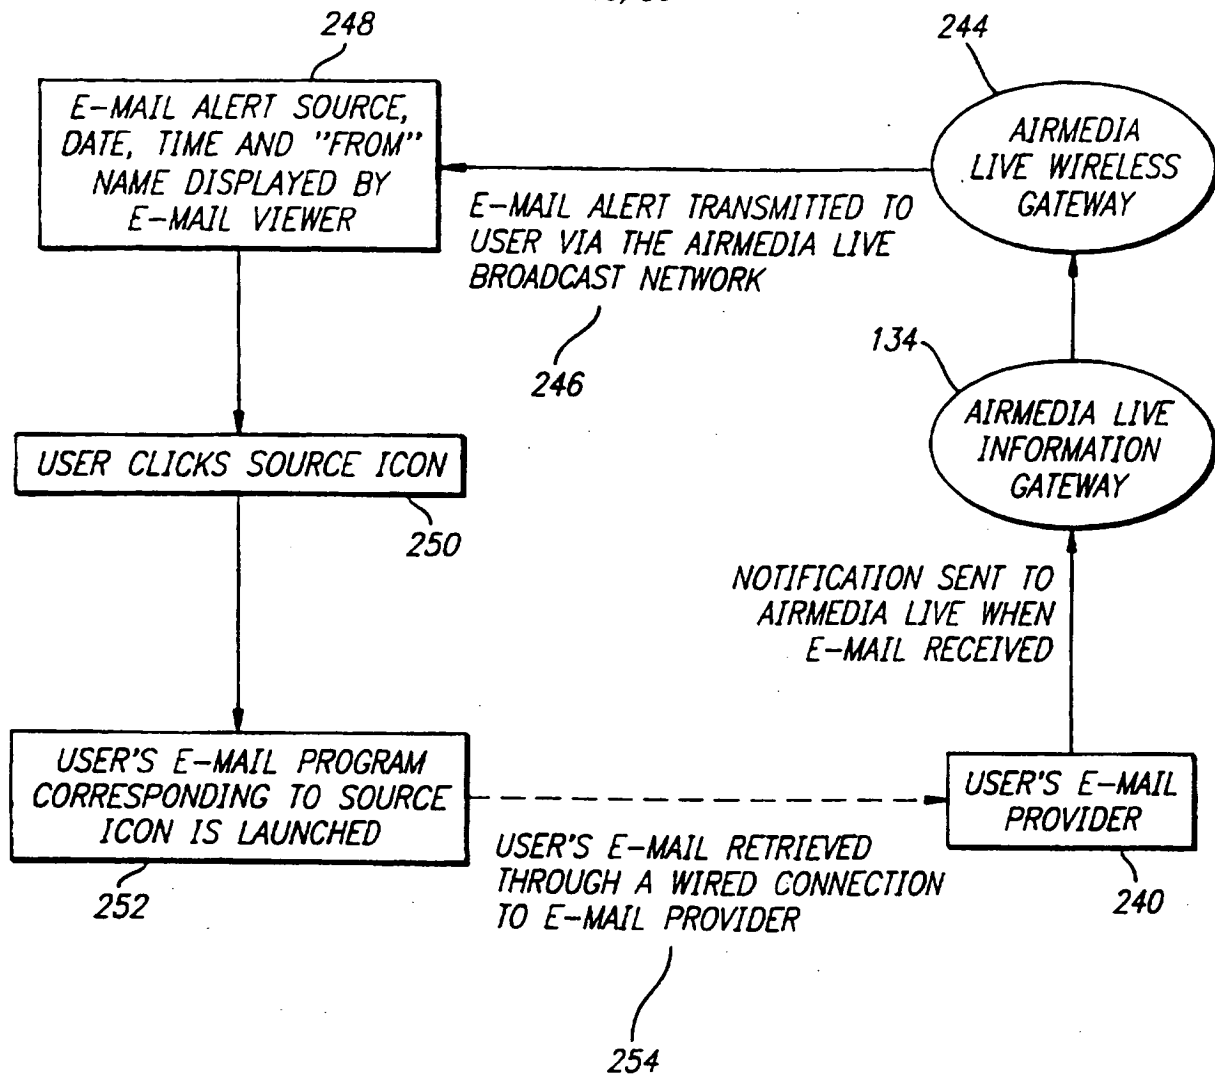 248
244
E-MAIL ALERT SOURCE,
DATE, TIME AND "FROM"
NAME DISPLAYED BY
E-MAIL VIEWER
AIRMEDIA
LIVE WIRELESS
GATEWAY
E-MAIL ALERT TRANSMITTED TO
USER VIA THE AIRMEDIA LIVE
BROADCAST NETWORK
246
134
AIRMEDIA LIVE
INFORMATION
GATEWAY
USER CLICKS SOURCE ICON
250
NOTIFICATION SENT TO
AIRMEDIA LIVE WHEN
E-MAIL RECEIVED
USER'S E-MAIL PROGRAM
CORRESPONDING TO SOURCE
ICON IS LAUNCHED
252
USER'S E-MAIL
PROVIDER
240
USER'S E-MAIL RETRIEVED
THROUGH A WIRED CONNECTION
TO E-MAIL PROVIDER
254